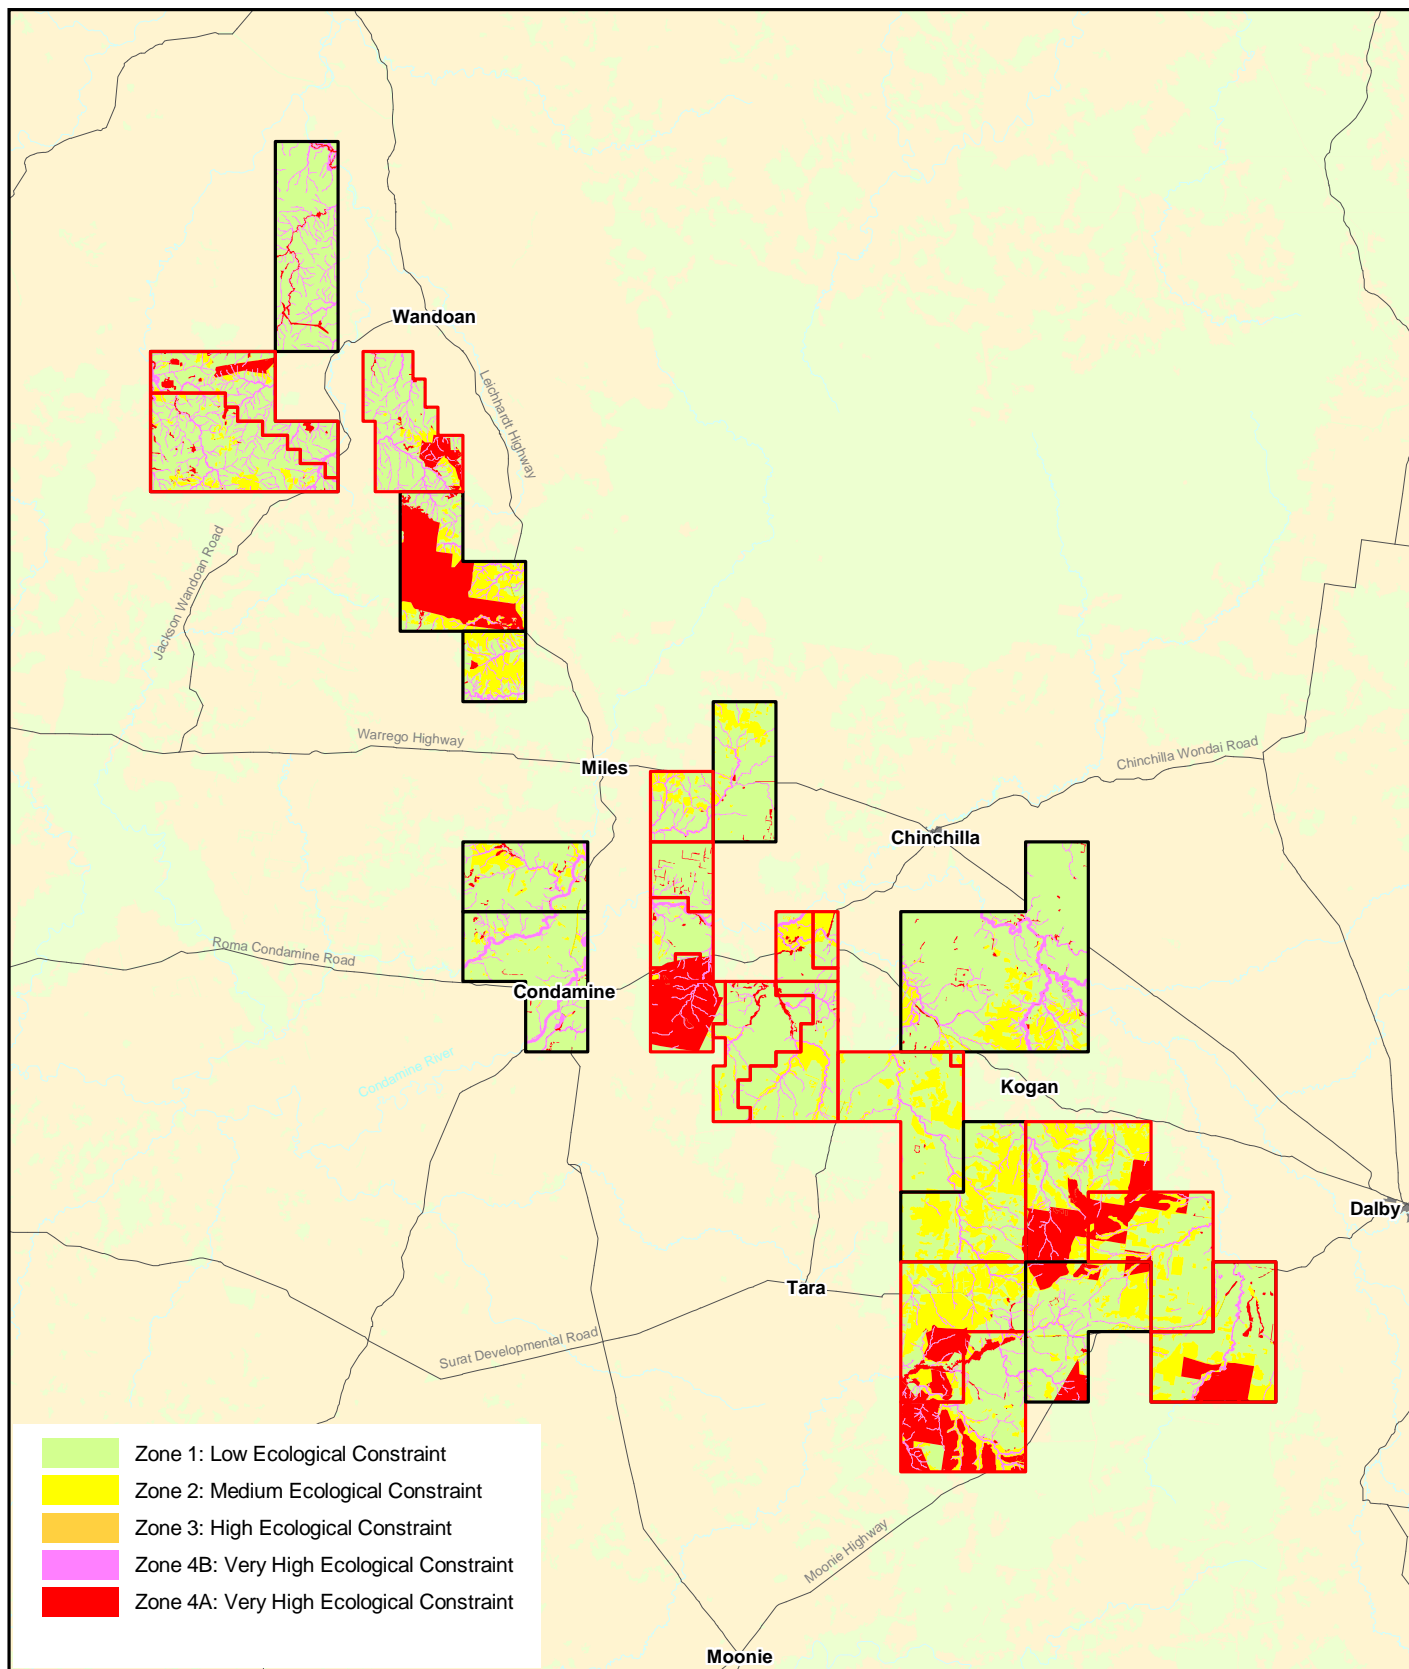 Wandoan
Leichhardt Highway
Jackson Wandoan Road
Warrego Highway
Miles
Chinchilla Wondai Road
Chinchilla
Roma Condamine Road
Condamine
Condamine River
Kogan
Dalby
Tara
Surat Developmental Road
Moonie Highway
Moonie
Zone 1: Low Ecological Constraint
Zone 2: Medium Ecological Constraint
Zone 3: High Ecological Constraint
Zone 4B: Very High Ecological Constraint
Zone 4A: Very High Ecological Constraint